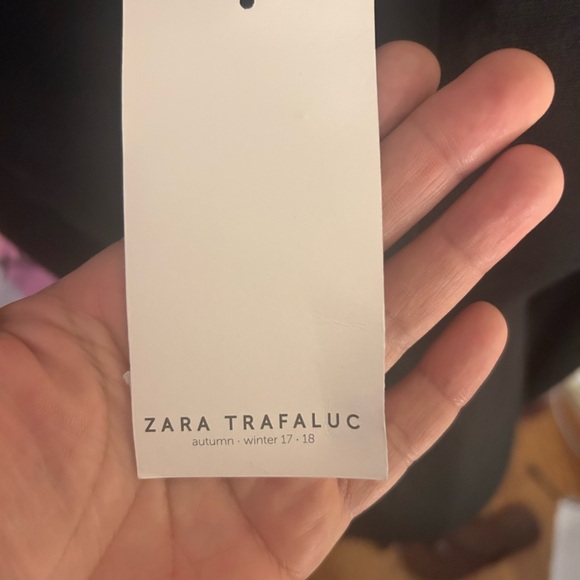 ZARA TRAFALUC
autumn · winter 17 - 18